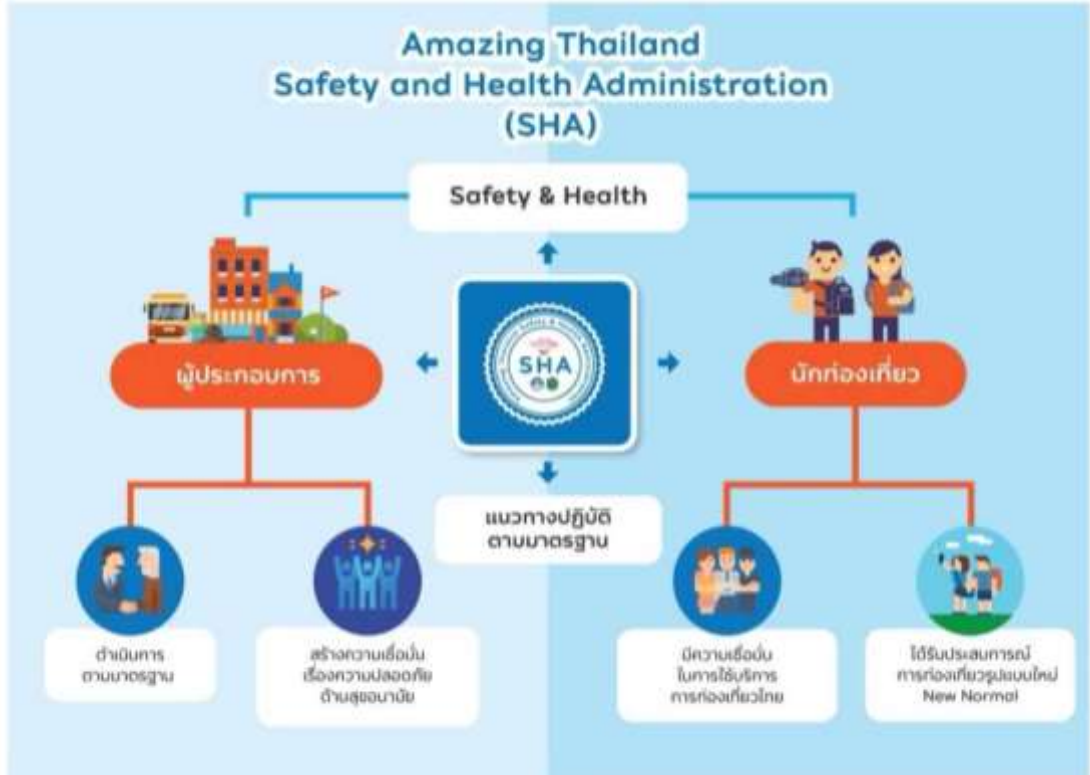 Amazing Thailand
Safety and Health Administration
(SHA)
Safety & Health
ผู้ประกอบการ
SHA
นักท่องเที่ยว
แนวทางปฏิบัติ
ตามมาตรฐาน
ดำเนินการ
ตามมาตรฐาน
สร้างความเชื่อมั่น
เรื่องความปลอดภัย
ด้านสุขอนามัย
มีความเชื่อมั่น
ในการใช้บริการ
การท่องเที่ยวไทย
ได้รับประสบการณ์
การท่องเที่ยวรูปแบบใหม่
New Normal